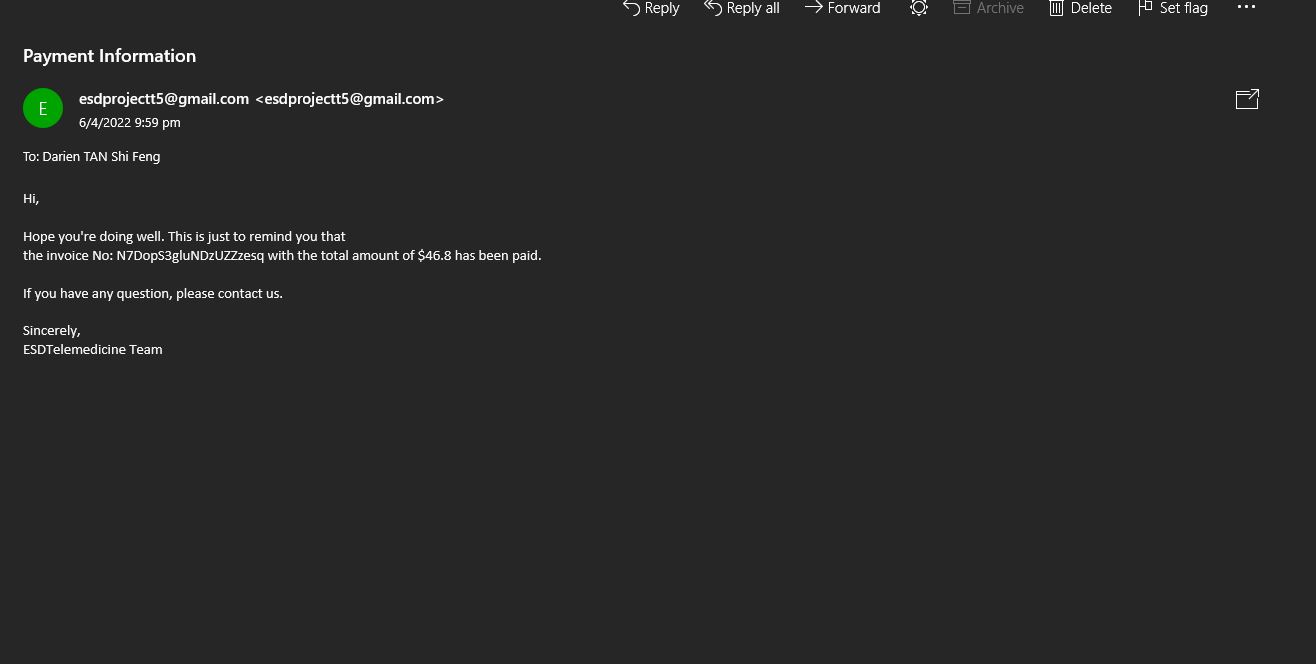 Reply Reply all Forward Archive Delete Set flag ...
Payment Information
E
esdprojectt5@gmail.com <esdprojectt5@gmail.com>
6/4/2022 9:59 pm
To: Darien TAN Shi Feng
Hi,
Hope you're doing well. This is just to remind you that
the invoice No: N7DopS3gluNDzUZZzesq with the total amount of $46.8 has been paid.
If you have any question, please contact us.
Sincerely,
ESDTelemedicine Team